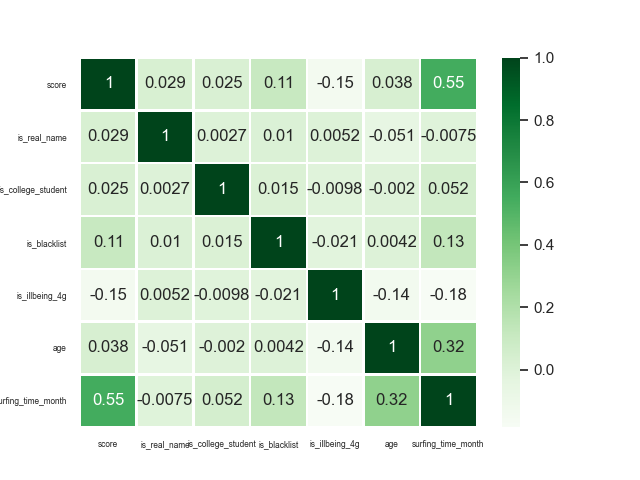 score 1 0.029 0.025 0.11 -0.15 0.038 0.55
is_real_name 0.029 1 0.0027 0.01 0.0052 -0.051 -0.0075
s_college_student 0.025 0.0027 1 0.015 -0.0098 -0.002 0.052
is_blacklist 0.11 0.01 0.015 1 -0.021 0.0042 0.13
is_illbeing_4g -0.15 0.0052 -0.0098 -0.021 1 -0.14 -0.18
age 0.038 -0.051 -0.002 0.0042 -0.14 1 0.32
urfing_time_month 0.55 -0.0075 0.052 0.13 -0.18 0.32 1
score is_real_name is_college_student is_blacklist is_illbeing_4g age surfing_time_month
1.0
0.8
0.6
0.4
0.2
0.0